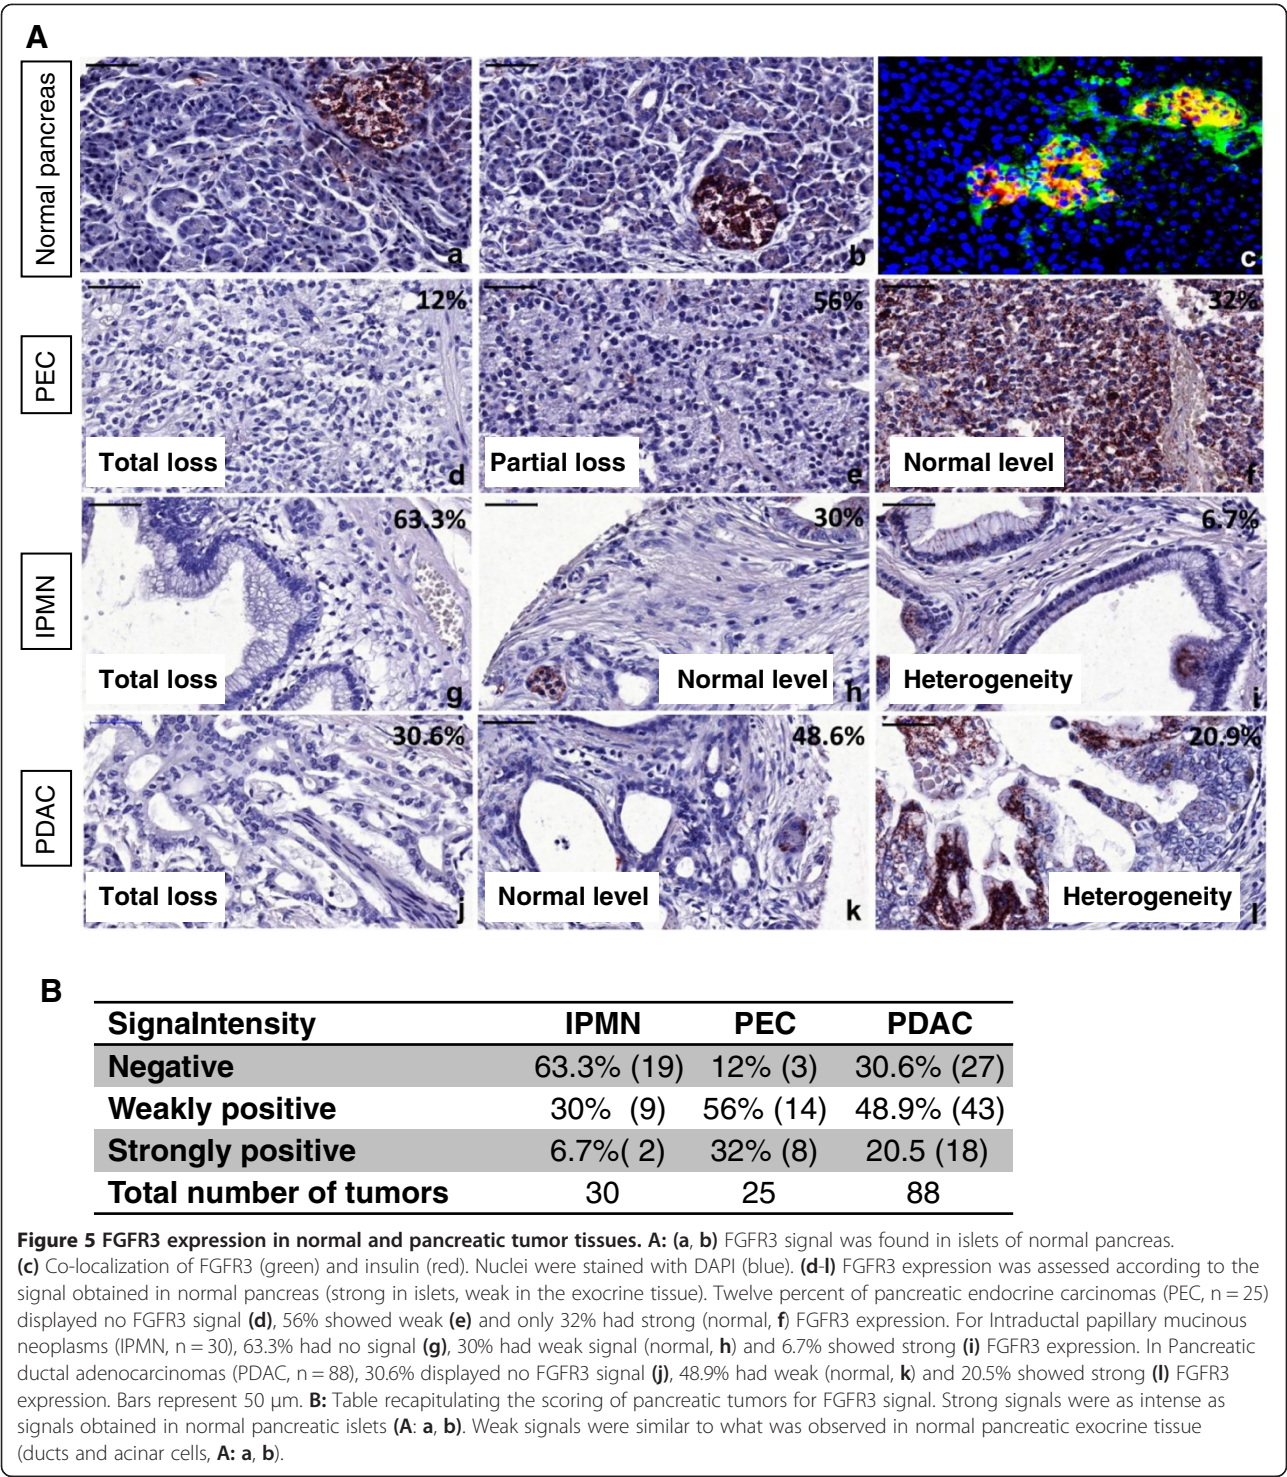 A
Normal pancreas
a
b
c
PEC
12%
Total loss
d
56%
Partial loss
e
32%
Normal level
f
IPMN
63.3%
Total loss
g
30%
Normal level
h
6.7%
Heterogeneity
i
PDAC
30.6%
Total loss
j
48.6%
Normal level
k
20.9%
Heterogeneity
l
B
SignaIntensity IPMN PEC PDAC
Negative 63.3% (19) 12% (3) 30.6% (27)
Weakly positive 30% (9) 56% (14) 48.9% (43)
Strongly positive 6.7%( 2) 32% (8) 20.5 (18)
Total number of tumors 30 25 88
Figure 5 FGFR3 expression in normal and pancreatic tumor tissues. A: (a, b) FGFR3 signal was found in islets of normal pancreas.
(c) Co-localization of FGFR3 (green) and insulin (red). Nuclei were stained with DAPI (blue). (d-l) FGFR3 expression was assessed according to the
signal obtained in normal pancreas (strong in islets, weak in the exocrine tissue). Twelve percent of pancreatic endocrine carcinomas (PEC, n = 25)
displayed no FGFR3 signal (d), 56% showed weak (e) and only 32% had strong (normal, f) FGFR3 expression. For Intraductal papillary mucinous
neoplasms (IPMN, n = 30), 63.3% had no signal (g), 30% had weak signal (normal, h) and 6.7% showed strong (i) FGFR3 expression. In Pancreatic
ductal adenocarcinomas (PDAC, n = 88), 30.6% displayed no FGFR3 signal (j), 48.9% had weak (normal, k) and 20.5% showed strong (l) FGFR3
expression. Bars represent 50 μm. B: Table recapitulating the scoring of pancreatic tumors for FGFR3 signal. Strong signals were as intense as
signals obtained in normal pancreatic islets (A: a, b). Weak signals were similar to what was observed in normal pancreatic exocrine tissue
(ducts and acinar cells, A: a, b).